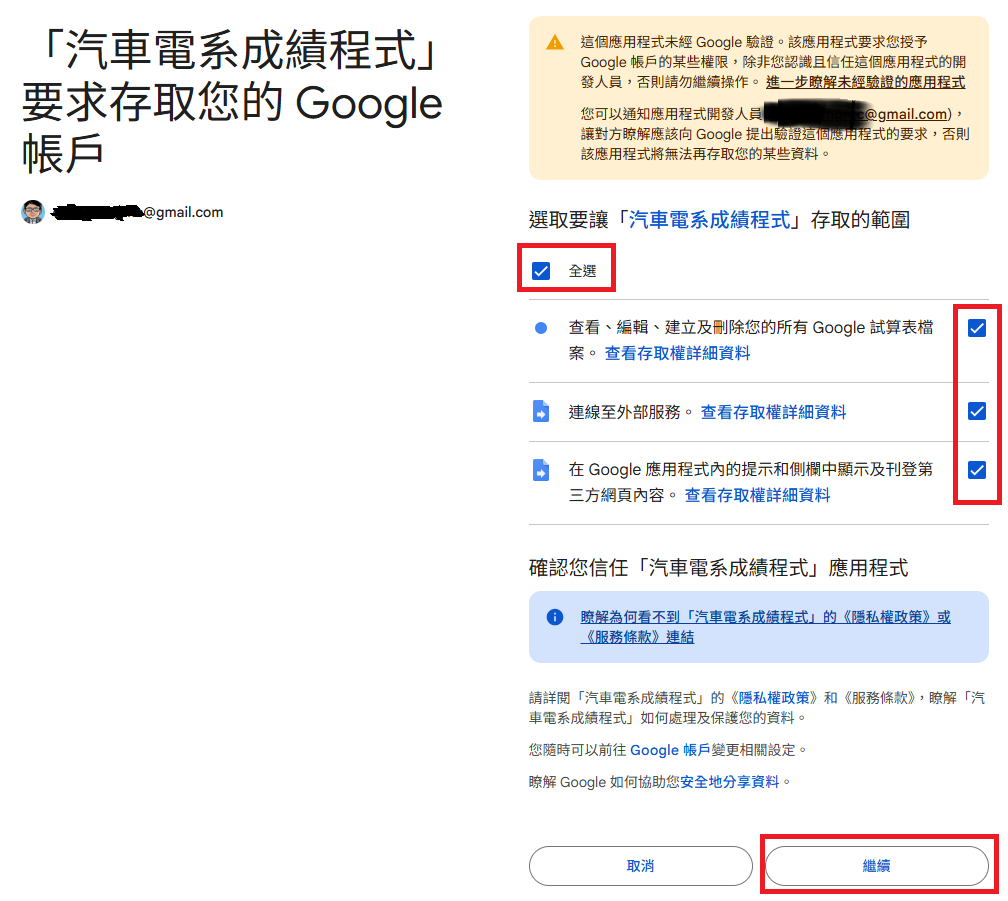 「汽車電系成績程式」
要求存取您的 Google
帳戶
@gmail.com
這個應用程式未經 Google 驗證。該應用程式要求您授予
Google 帳戶的某些權限，除非您認識且信任這個應用程式的開
發人員，否則請勿繼續操作。 進一步瞭解未經驗證的應用程式
您可以通知應用程式開發人員 c@gmail.com)，
讓對方瞭解應該向 Google 提出驗證這個應用程式的要求，否則
該應用程式將無法再存取您的某些資料。
選取要讓「汽車電系成績程式」存取的範圍
全選
查看、編輯、建立及刪除您的所有 Google 試算表檔
案。 查看存取權詳細資料
連線至外部服務。 查看存取權詳細資料
在 Google 應用程式內的提示和側欄中顯示及刊登第
三方網頁內容。 查看存取權詳細資料
確認您信任「汽車電系成績程式」應用程式
瞭解為何看不到「汽車電系成績程式」的《隱私權政策》或
《服務條款》連結
請詳閱「汽車電系成績程式」的《隱私權政策》和《服務條款》，瞭解「汽
車電系成績程式」如何處理及保護您的資料。
您隨時可以前往 Google 帳戶變更相關設定。
瞭解 Google 如何協助您安全地分享資料。
取消
繼續